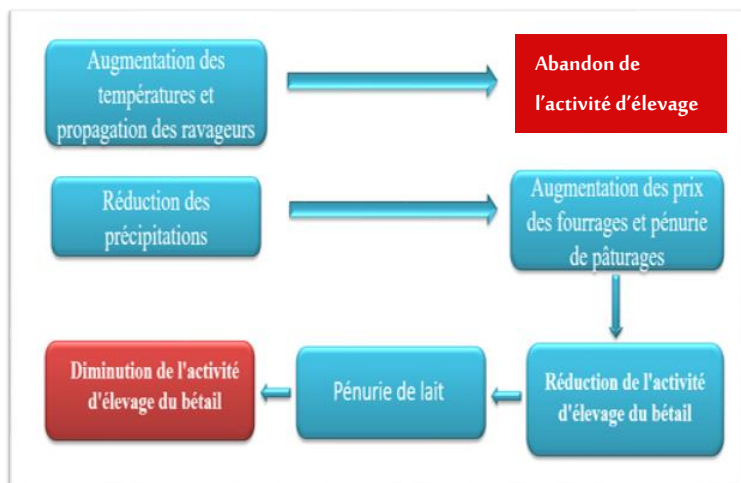 Augmentation des
températures et
propagation des ravageurs
Abandon de
l'activité d'élevage
Réduction des
précipitations
Augmentation des prix
des fourrages et pénurie
de pâturages
Diminution de l'activité
d'élevage du bétail
Pénurie de lait
Réduction de l'activité
d'élevage du bétail